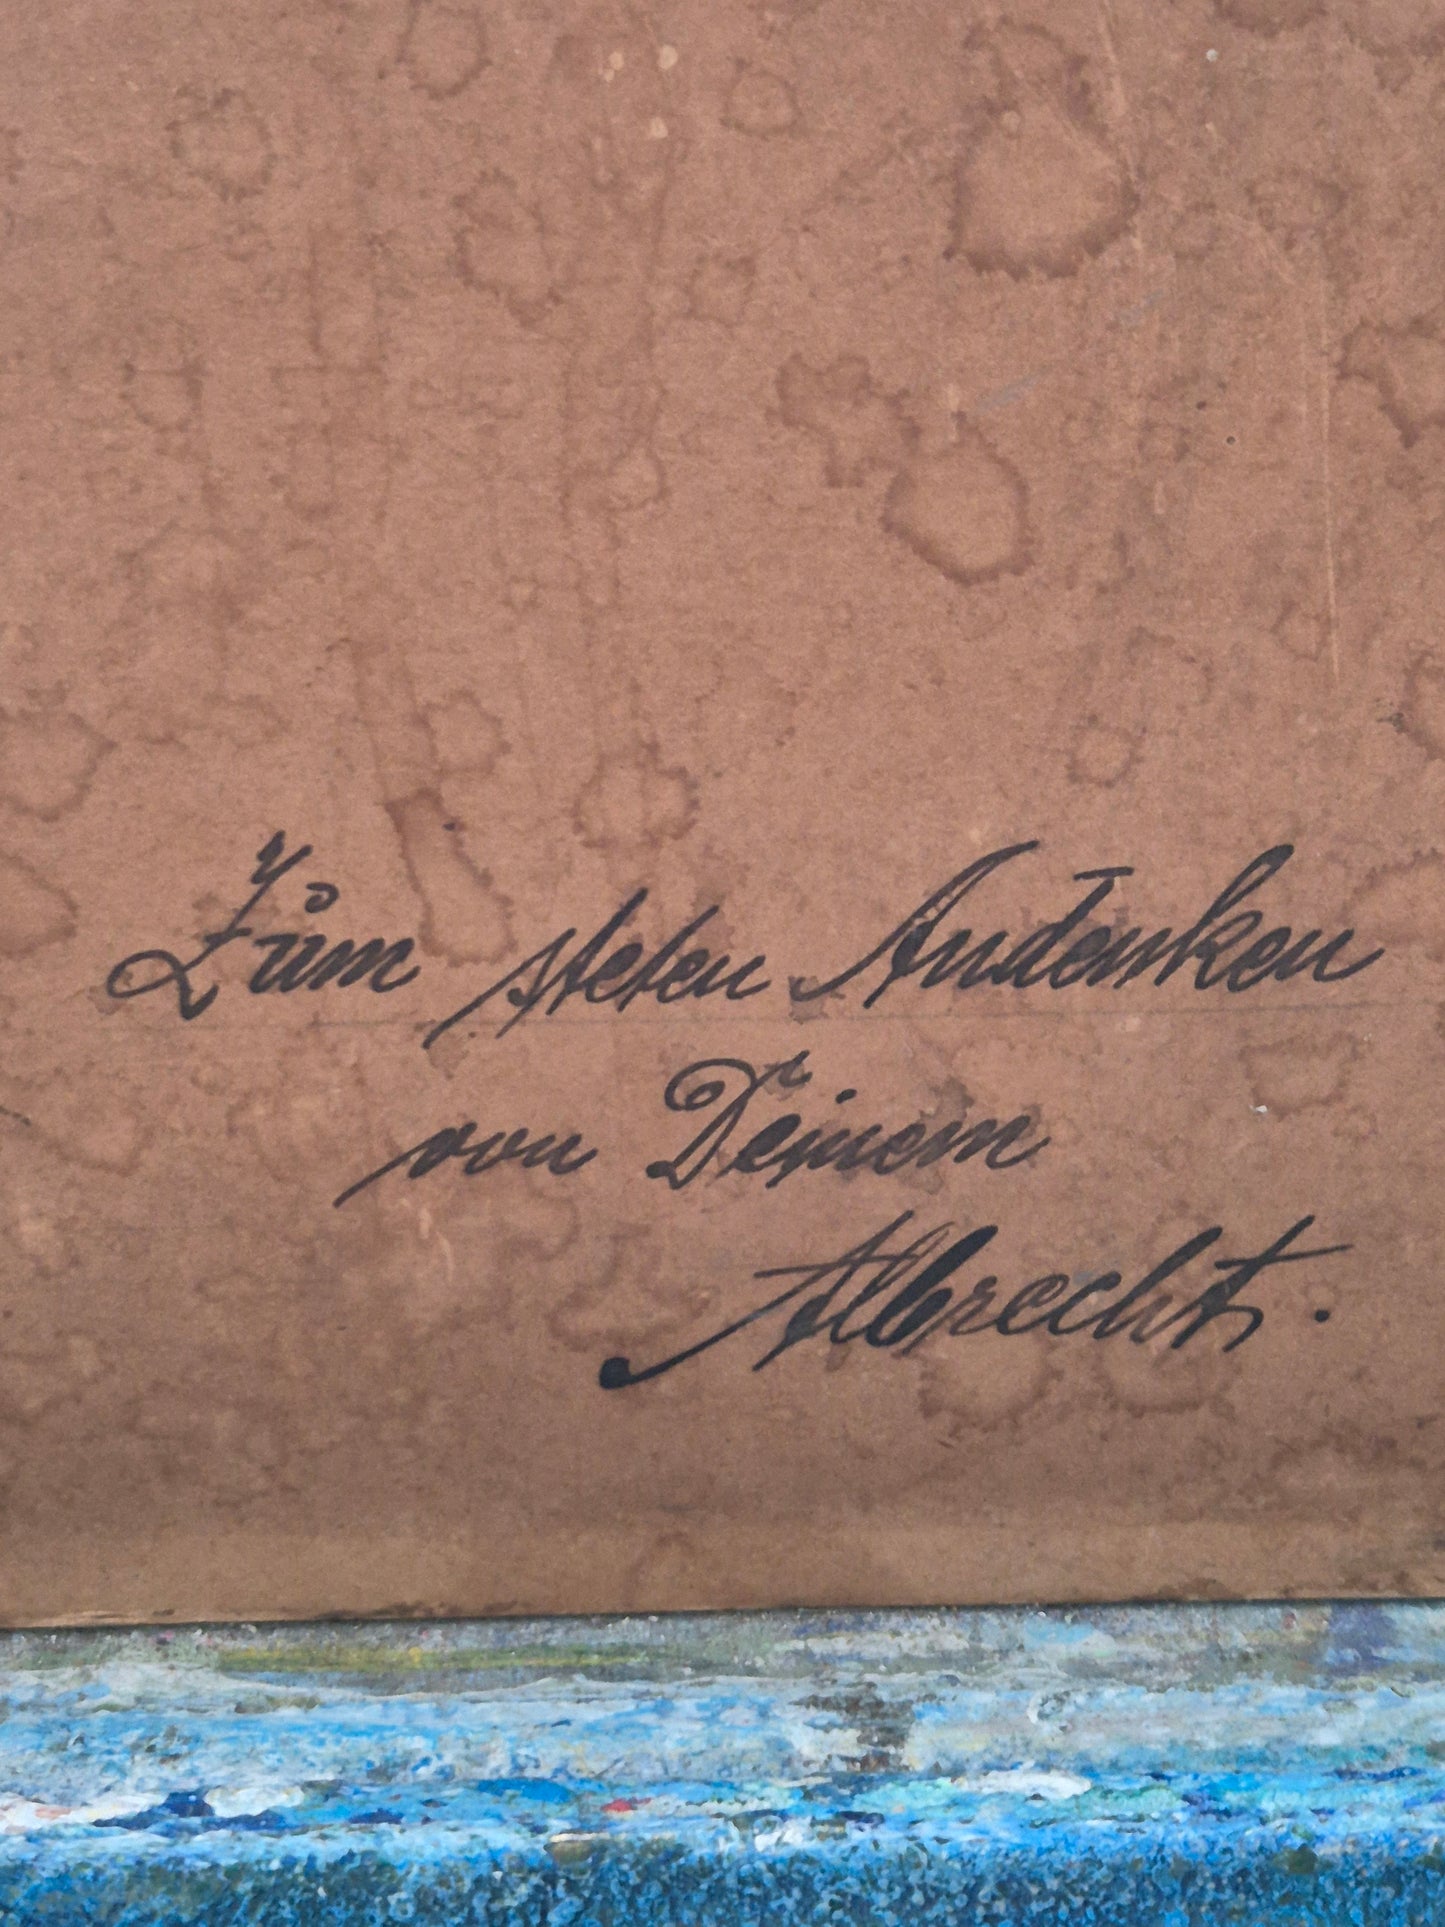 Zum steten Andenken
von Deinem
Albrecht.